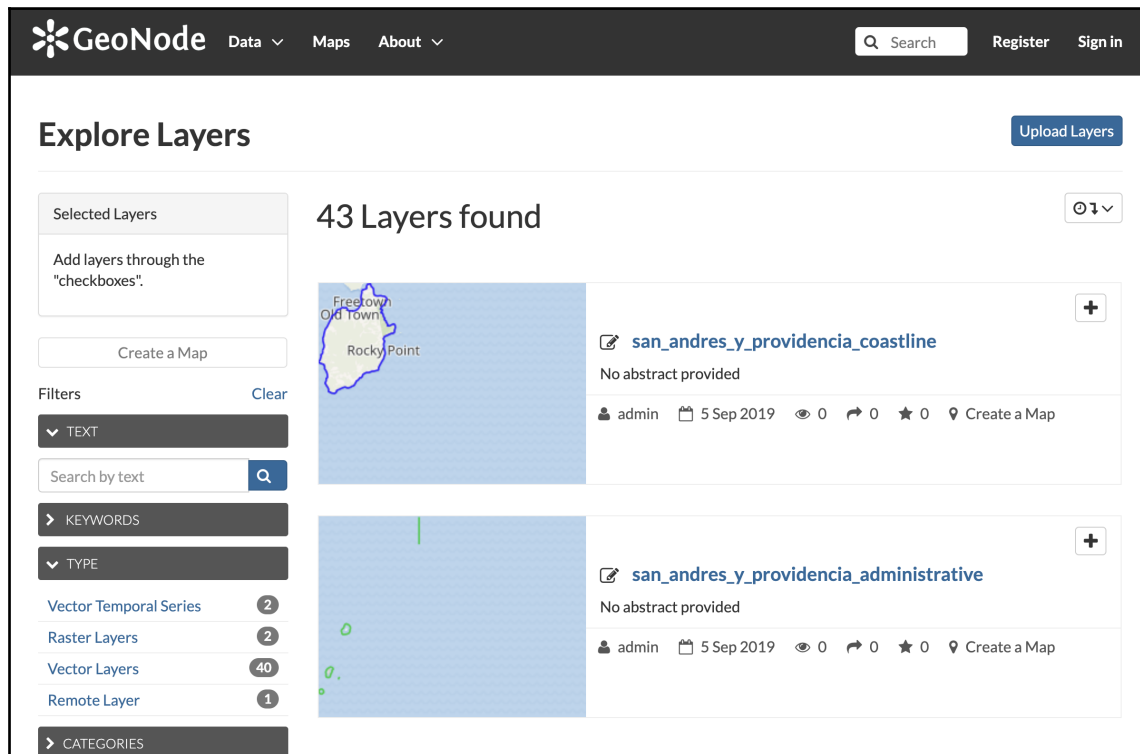 GeoNode Data Maps About Search Register Sign in
Explore Layers
Upload Layers
Selected Layers
Add layers through the
"checkboxes".
Create a Map
Filters Clear
TEXT
Search by text
KEYWORDS
TYPE
Vector Temporal Series 2
Raster Layers 2
Vector Layers 40
Remote Layer 1
CATEGORIES
43 Layers found
Freetown
Old Town
Rocky Point
san_andres_y_providencia_coastline
No abstract provided
admin 5 Sep 2019 0 0 0 Create a Map
san_andres_y_providencia_administrative
No abstract provided
admin 5 Sep 2019 0 0 0 Create a Map